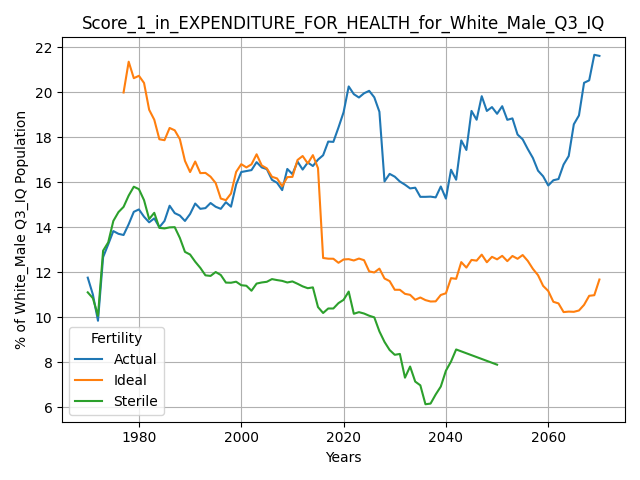 Score_1_in_EXPENDITURE_FOR_HEALTH_for_White_Male_Q3_IQ
% of White_Male Q3_IQ Population
22
20
18
16
14
12
10
8
6
Fertility
Actual
Ideal
Sterile
1980 2000 2020 2040 2060
Years